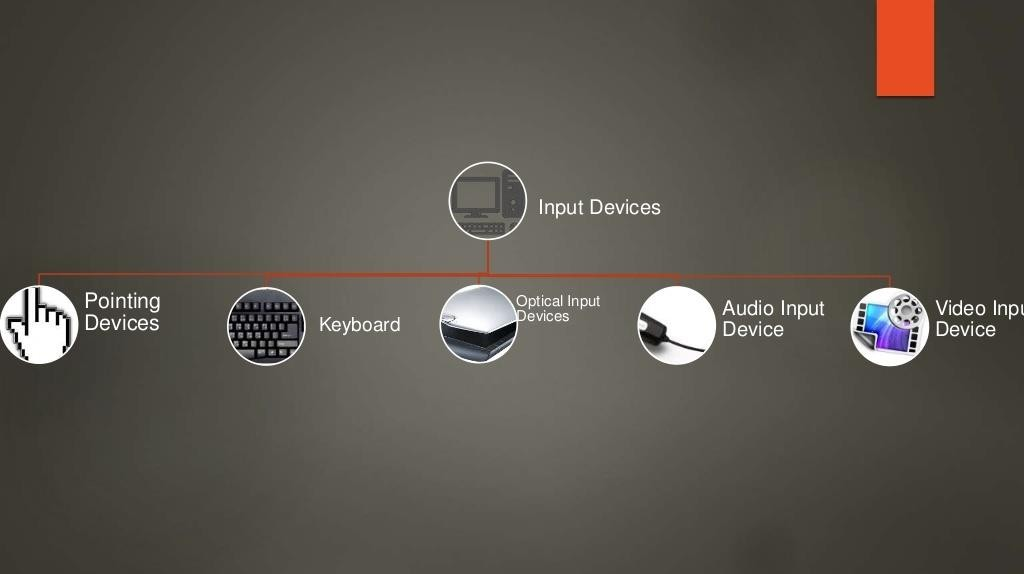 Input Devices
Pointing
Devices
Keyboard
Optical Input
Devices
Audio Input
Device
Video Inpu
Device